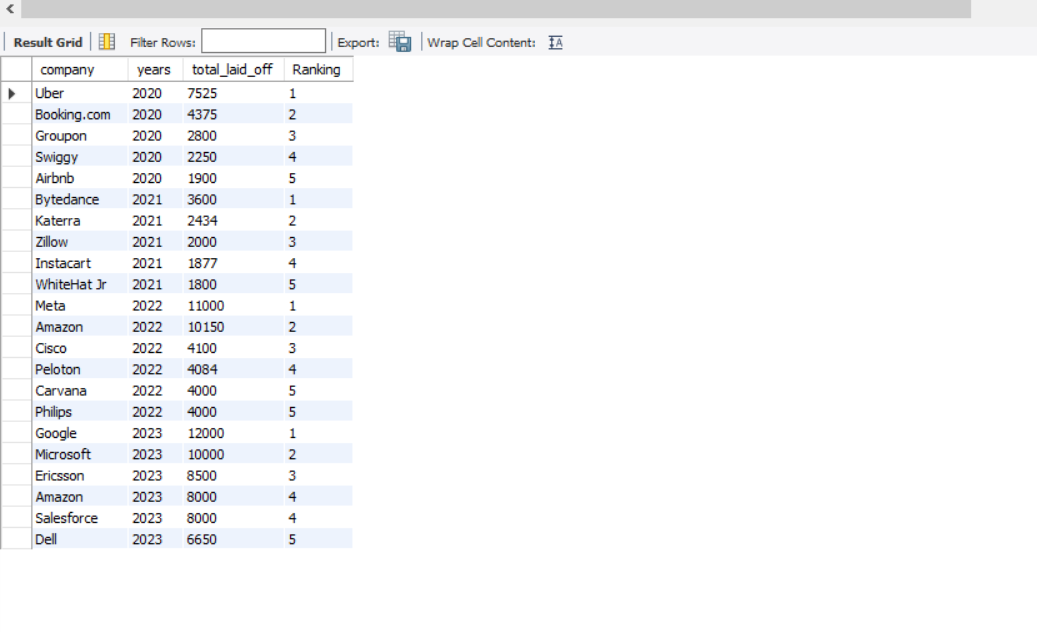 Result Grid Filter Rows: Export: Wrap Cell Content:
company years total_laid_off Ranking
Uber 2020 7525 1
Booking.com 2020 4375 2
Groupon 2020 2800 3
Swiggy 2020 2250 4
Airbnb 2020 1900 5
Bytedance 2021 3600 1
Katerra 2021 2434 2
Zillow 2021 2000 3
Instacart 2021 1877 4
WhiteHat Jr 2021 1800 5
Meta 2022 11000 1
Amazon 2022 10150 2
Cisco 2022 4100 3
Peloton 2022 4084 4
Carvana 2022 4000 5
Philips 2022 4000 5
Google 2023 12000 1
Microsoft 2023 10000 2
Ericsson 2023 8500 3
Amazon 2023 8000 4
Salesforce 2023 8000 4
Dell 2023 6650 5